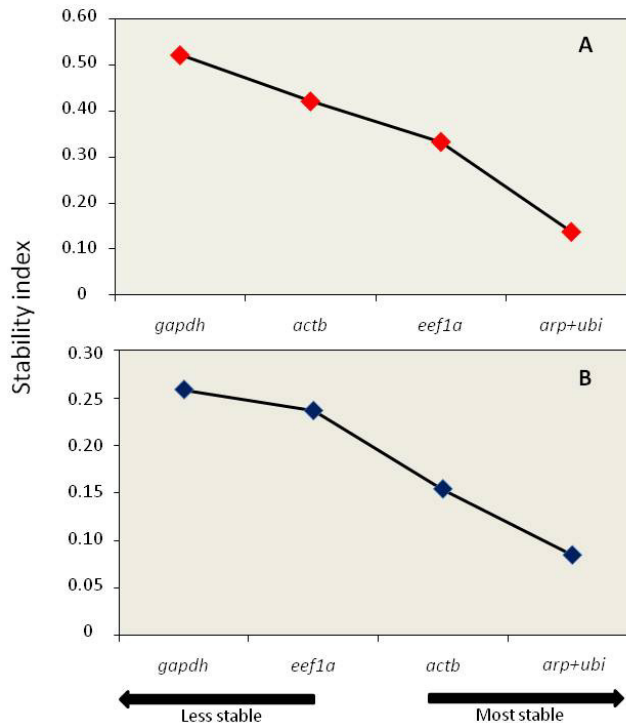 0.60
A
0.50
0.40
0.30
0.20
0.10
0
gapdh actb eef1a arp+ubi
Stability index
0.30
B
0.25
0.20
0.15
0.10
0.05
0
gapdh eef1a actb arp+ubi
Less stable Most stable